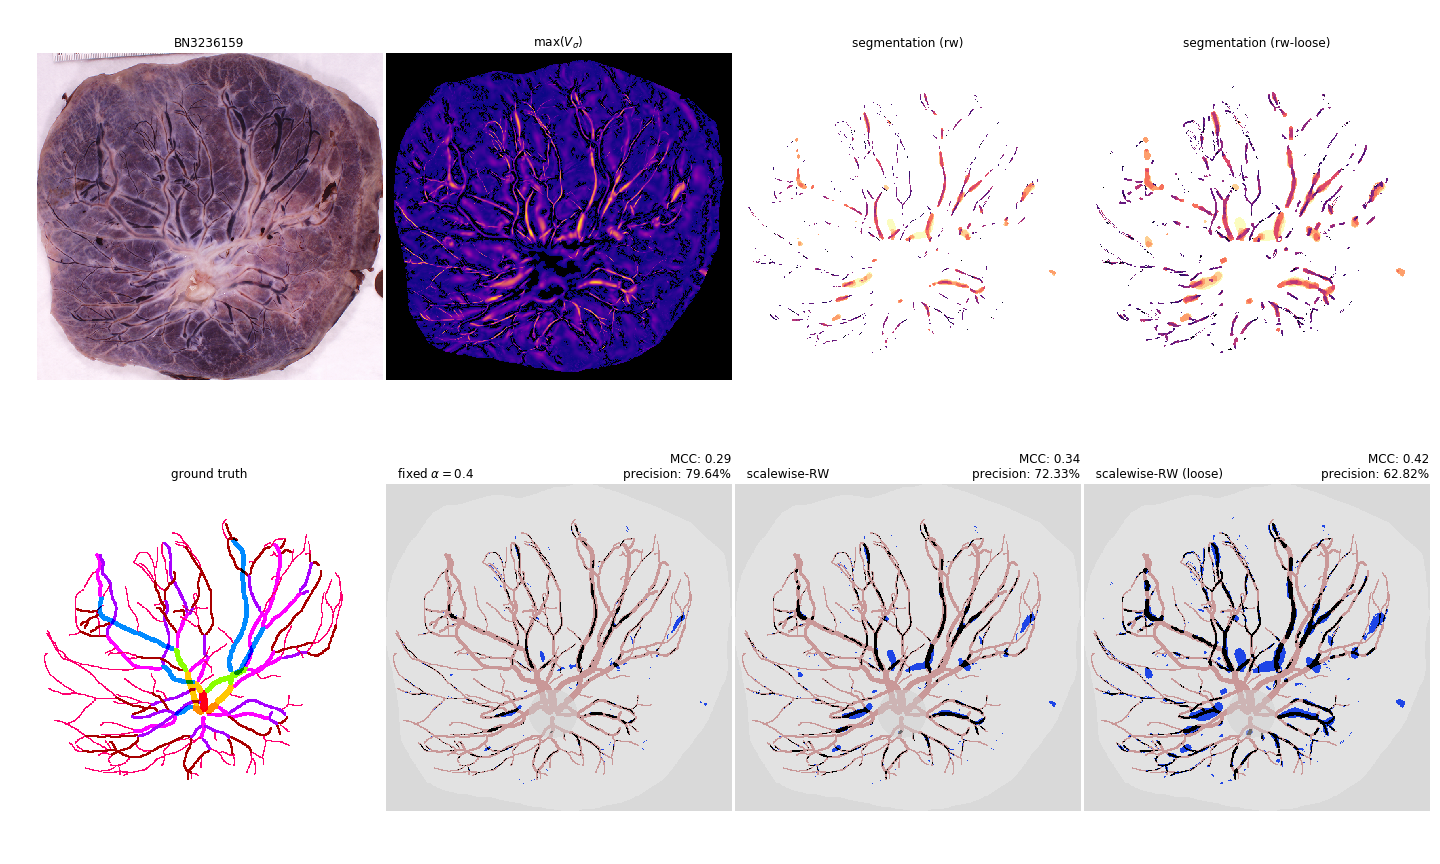 BN3236159
max(V_σ)
segmentation (rw)
segmentation (rw-loose)
ground truth
fixed α = 0.4
MCC: 0.29
precision: 79.64%
scalewise-RW
MCC: 0.34
precision: 72.33%
scalewise-RW (loose)
MCC: 0.42
precision: 62.82%